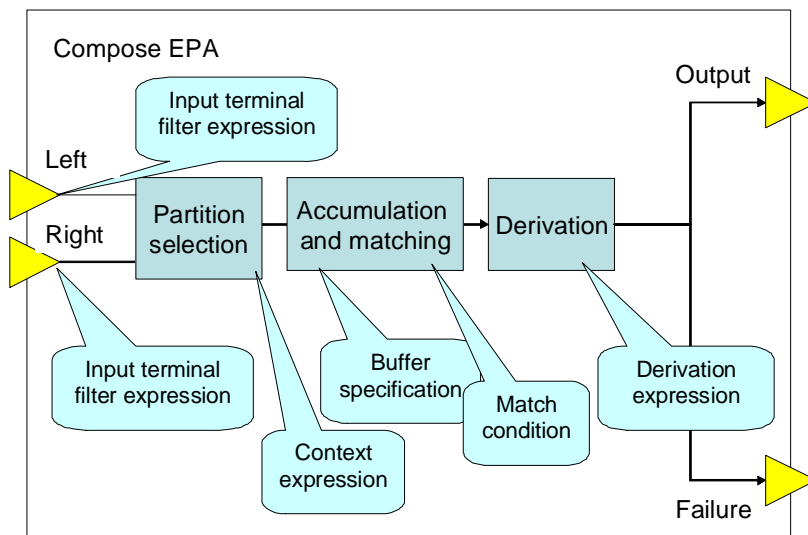 Compose EPA
Output
Input terminal
filter expression
Left
Right
Partition
selection
Accumulation
and matching
Derivation
Input terminal
filter expression
Buffer
specification
Derivation
expression
Match
condition
Context
expression
Failure